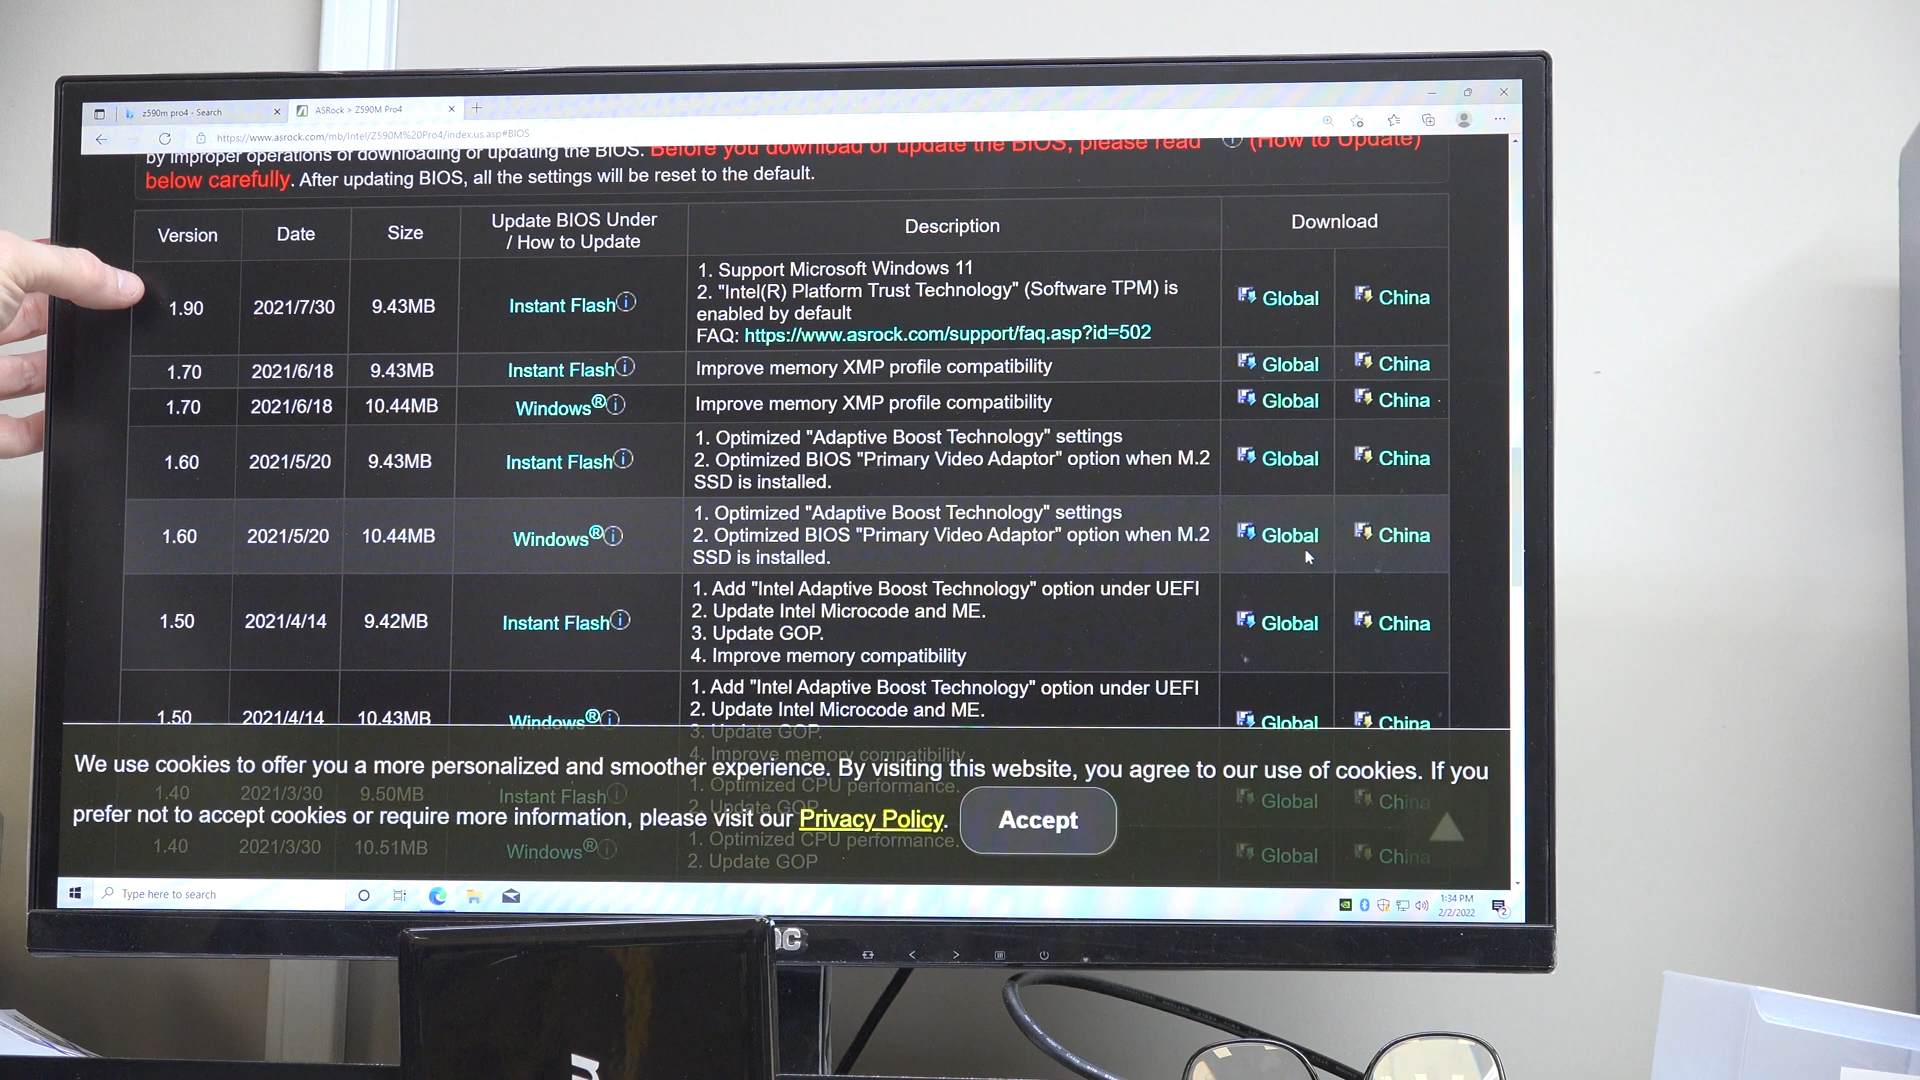 z590m pro4 - Search
ASRock > Z590M Pro4
https://www.asrock.com/mb/Intel/Z590M%20Pro4/index.us.asp#BIOS
by improper operations of downloading or updating the BIOS. Before you download or update the BIOS, please read (How to Update)
below carefully. After updating BIOS, all the settings will be reset to the default.
Version Date Size Update BIOS Under / How to Update Description Download
1.90 2021/7/30 9.43MB Instant Flash 1. Support Microsoft Windows 11 Global China
2. "Intel(R) Platform Trust Technology" (Software TPM) is
enabled by default
FAQ: https://www.asrock.com/support/faq.asp?id=502
1.70 2021/6/18 9.43MB Instant Flash Improve memory XMP profile compatibility Global China
1.70 2021/6/18 10.44MB Windows® Improve memory XMP profile compatibility Global China
1.60 2021/5/20 9.43MB Instant Flash 1. Optimized "Adaptive Boost Technology" settings Global China
2. Optimized BIOS "Primary Video Adaptor" option when M.2
SSD is installed.
1.60 2021/5/20 10.44MB Windows® 1. Optimized "Adaptive Boost Technology" settings Global China
2. Optimized BIOS "Primary Video Adaptor" option when M.2
SSD is installed.
1.50 2021/4/14 9.42MB Instant Flash 1. Add "Intel Adaptive Boost Technology" option under UEFI Global China
2. Update Intel Microcode and ME.
3. Update GOP.
4. Improve memory compatibility
1.50 2021/4/14 10.43MB Windows® 1. Add "Intel Adaptive Boost Technology" option under UEFI Global China
2. Update Intel Microcode and ME.
3. Update GOP.
4. Improve memory compatibility
We use cookies to offer you a more personalized and smoother experience. By visiting this website, you agree to our use of cookies. If you
prefer not to accept cookies or require more information, please visit our Privacy Policy. Accept
1.40 2021/3/30 9.50MB Instant Flash 1. Optimized CPU performance. Global China
2. Update GOP
1.40 2021/3/30 10.51MB Windows® 1. Optimized CPU performance. Global China
2. Update GOP
Type here to search
1:34 PM
2/2/2022
2